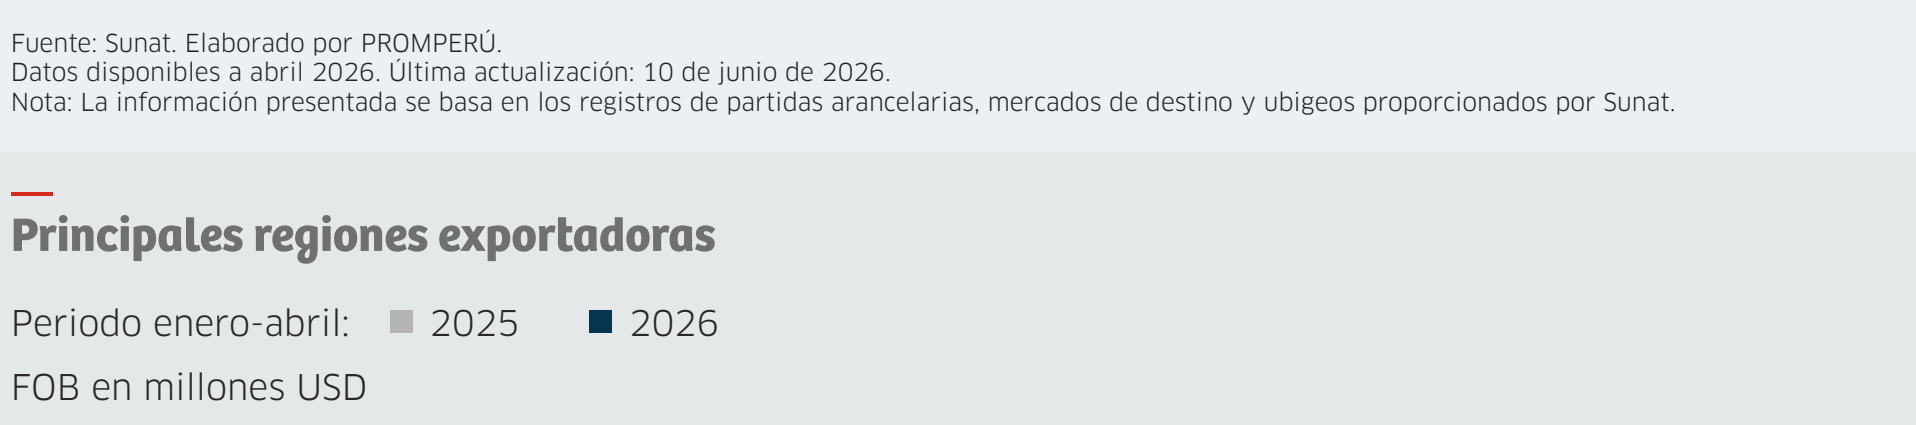 Fuente: Sunat. Elaborado por PROMPERÚ.
Datos disponibles a abril 2026. Última actualización: 10 de junio de 2026.
Nota: La información presentada se basa en los registros de partidas arancelarias, mercados de destino y ubigeos proporcionados por Sunat.
Principales regiones exportadoras
Periodo enero-abril: 2025 2026
FOB en millones USD